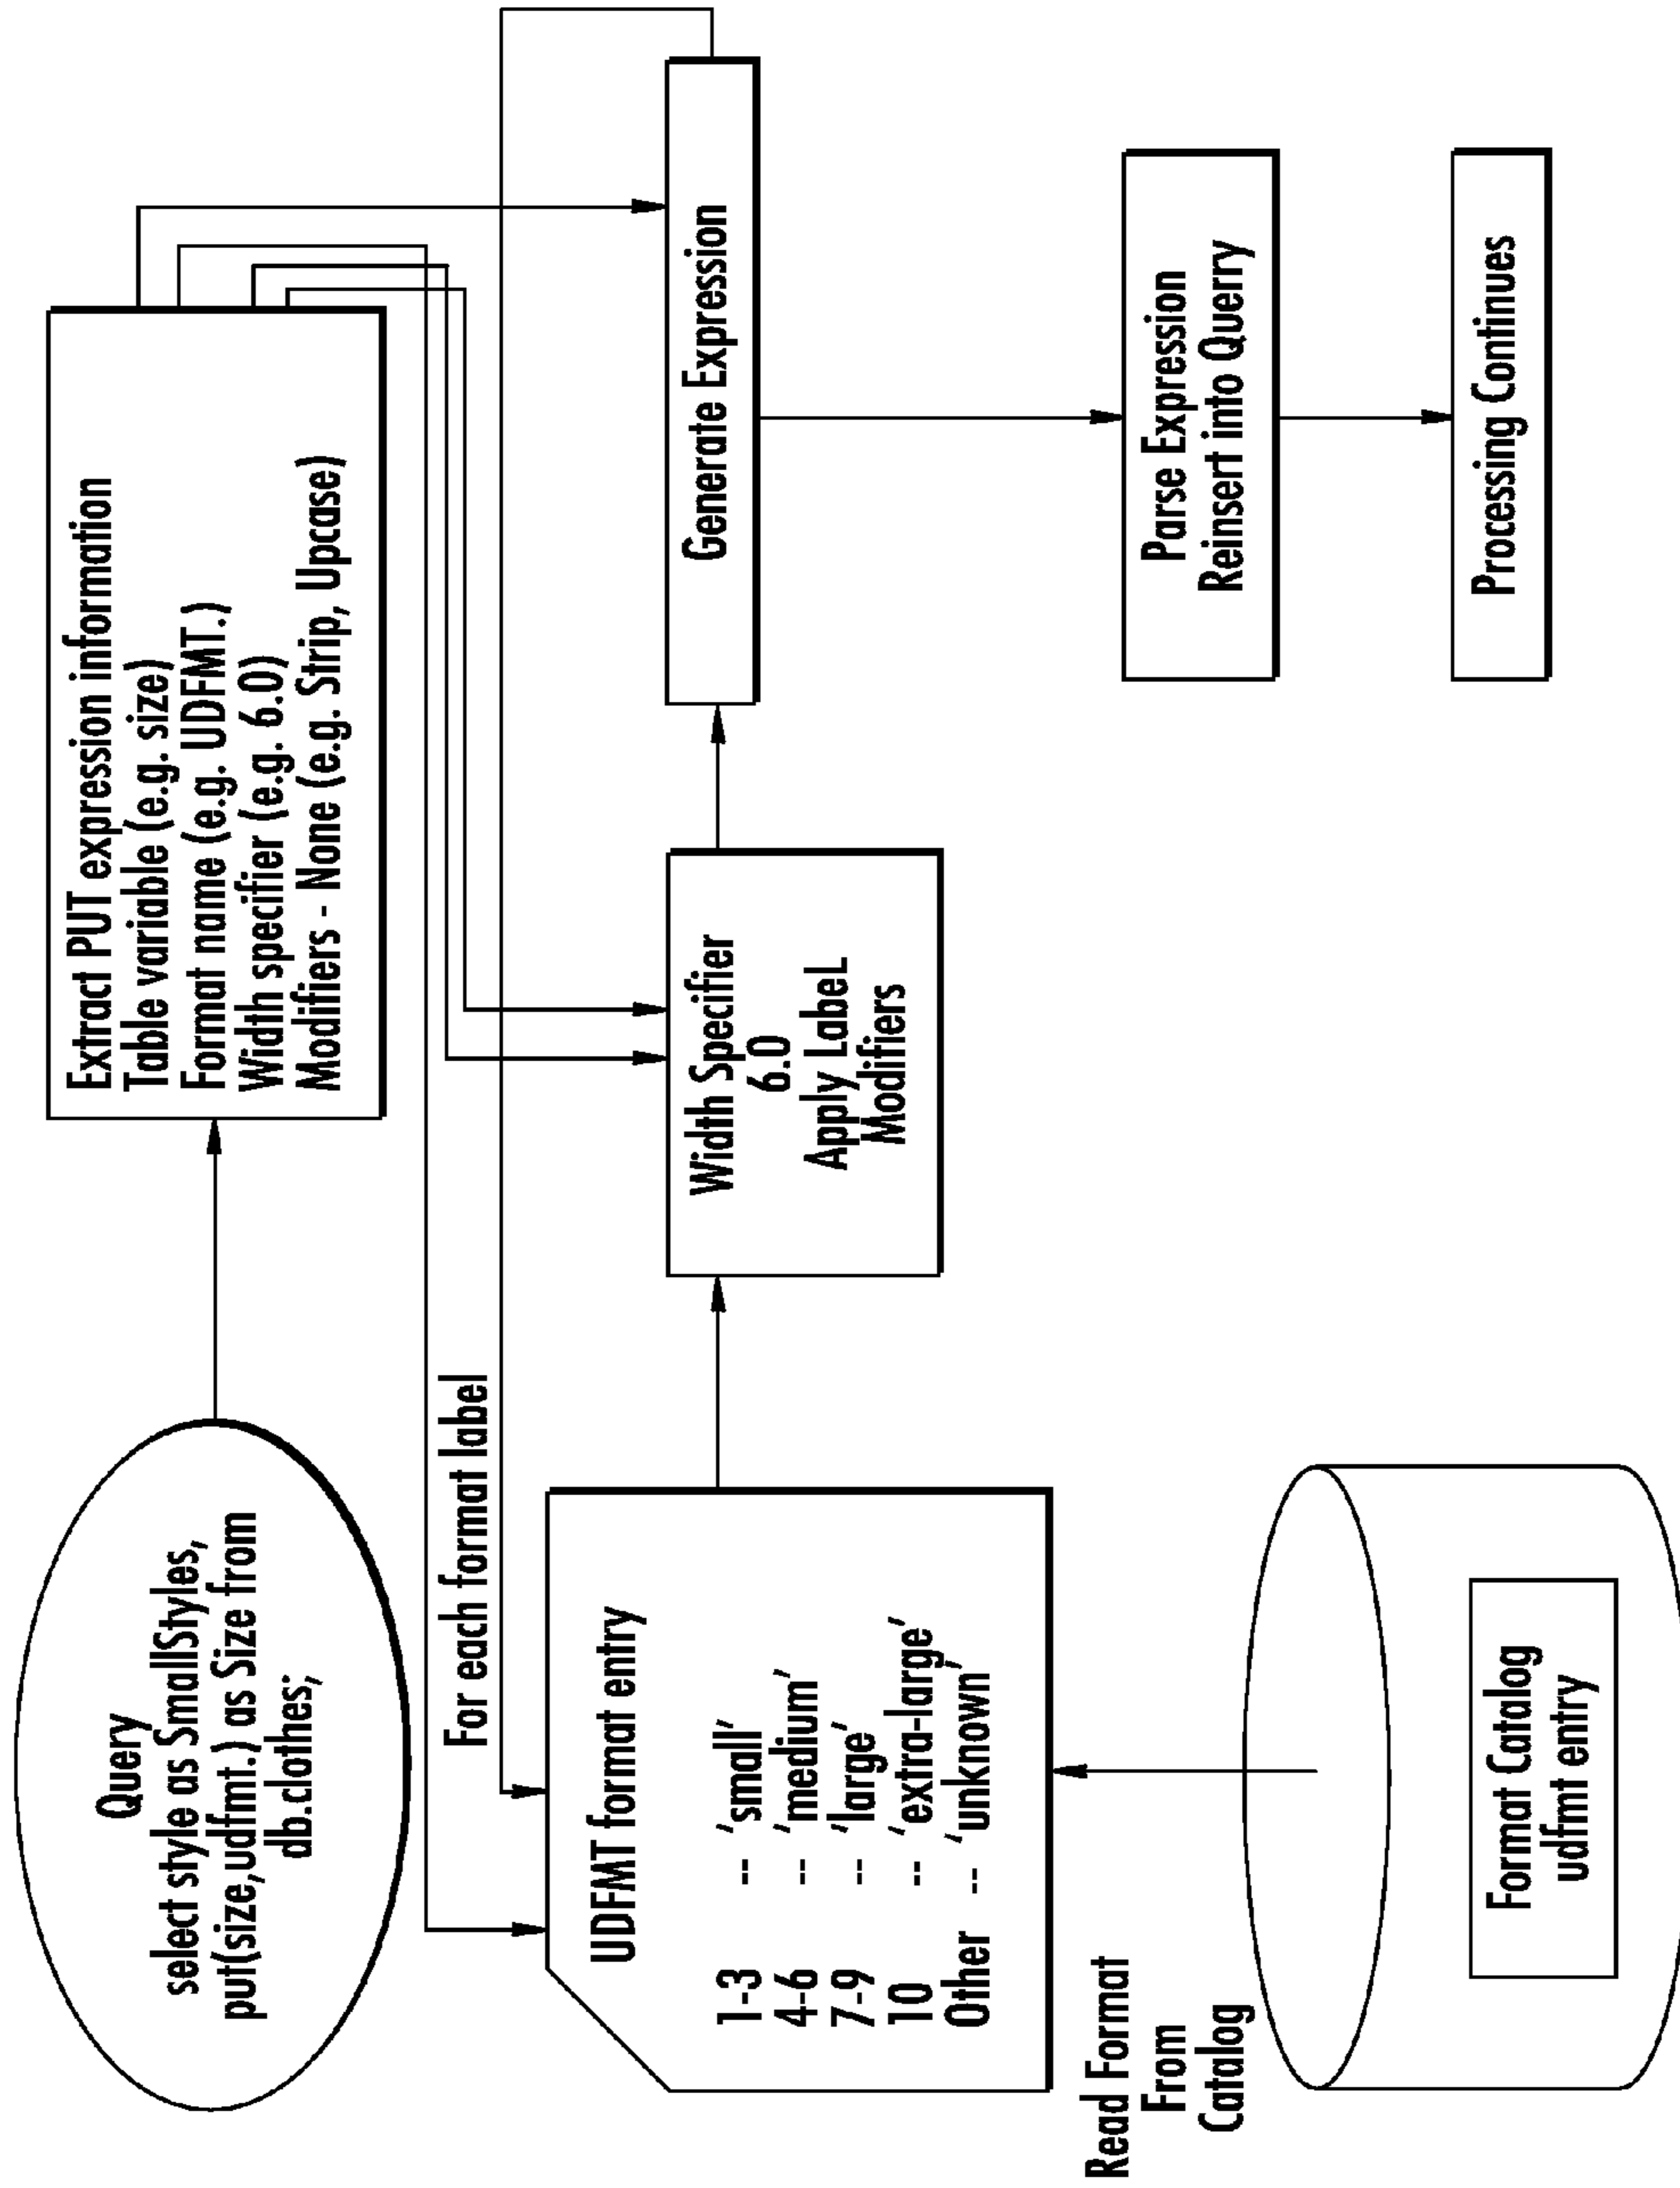 Query
select style as SmallStyles,
put(size,udfmt.) as Size from
db.clothes;
Extract PUT expression information
Table variable (e.g. size)
Format name (e.g. UDFMT.)
Width specifier (e.g. 6.0)
Modifiers - None (e.g. Strip, Upcase)
For each format label
UDFMT format entry
1-3 -- 'small'
4-6 -- 'medium'
7-9 -- 'large'
10 -- 'extra-large'
Other -- 'unknown'
Width Specifier
6.0
Apply Label
Modifiers
Generate Expression
Read Format
From
Catalog
Format Catalog
udfmt entry
Parse Expression
Reinsert into Querry
Processing Continues